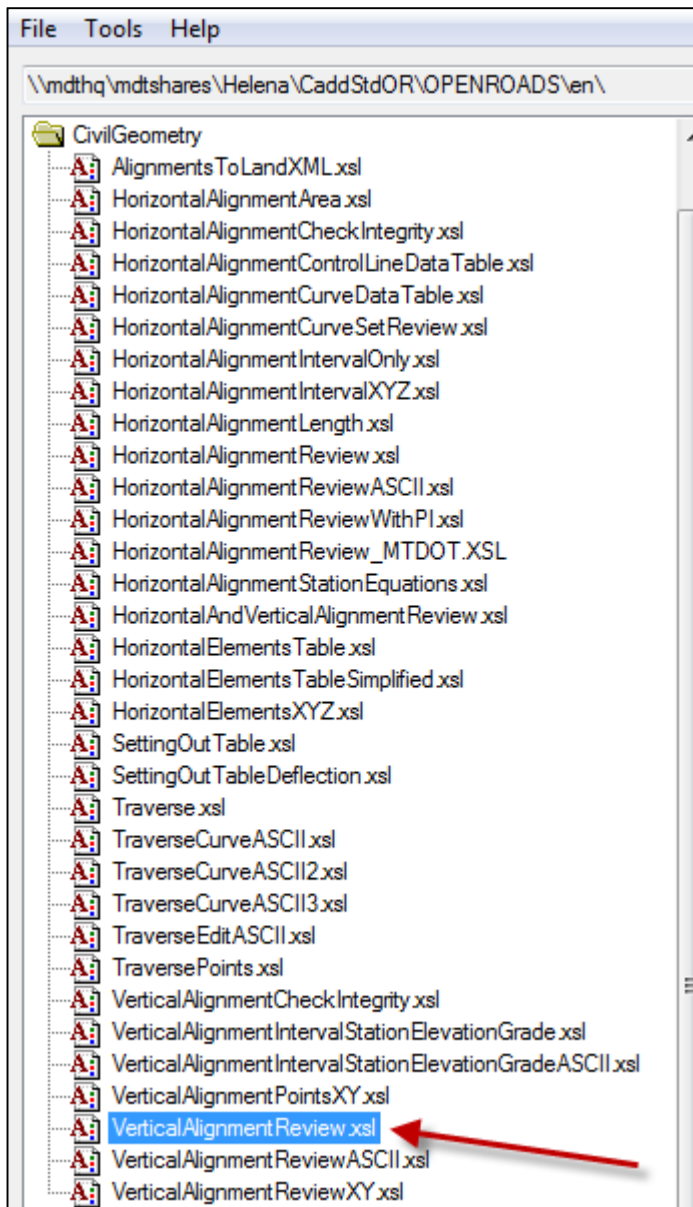 File Tools Help
\\mdthq\mdtshares\Helena\CaddStdOR\OPENROADS\en\
CivilGeometry
AlignmentsToLandXML.xsl
HorizontalAlignmentArea.xsl
HorizontalAlignmentCheckIntegrity.xsl
HorizontalAlignmentControlLineDataTable.xsl
HorizontalAlignmentCurveDataTable.xsl
HorizontalAlignmentCurveSetReview.xsl
HorizontalAlignmentIntervalOnly.xsl
HorizontalAlignmentIntervalXYZ.xsl
HorizontalAlignmentLength.xsl
HorizontalAlignmentReview.xsl
HorizontalAlignmentReviewASCII.xsl
HorizontalAlignmentReviewWithPI.xsl
HorizontalAlignmentReview_MTDOT.XSL
HorizontalAlignmentStationEquations.xsl
HorizontalAndVerticalAlignmentReview.xsl
HorizontalElementsTable.xsl
HorizontalElementsTableSimplified.xsl
HorizontalElementsXYZ.xsl
SettingOutTable.xsl
SettingOutTableDeflection.xsl
Traverse.xsl
TraverseCurveASCII.xsl
TraverseCurveASCII2.xsl
TraverseCurveASCII3.xsl
TraverseEditASCII.xsl
TraversePoints.xsl
VerticalAlignmentCheckIntegrity.xsl
VerticalAlignmentIntervalStationElevationGrade.xsl
VerticalAlignmentIntervalStationElevationGradeASCII.xsl
VerticalAlignmentPointsXY.xsl
VerticalAlignmentReview.xsl
VerticalAlignmentReviewASCII.xsl
VerticalAlignmentReviewXY.xsl